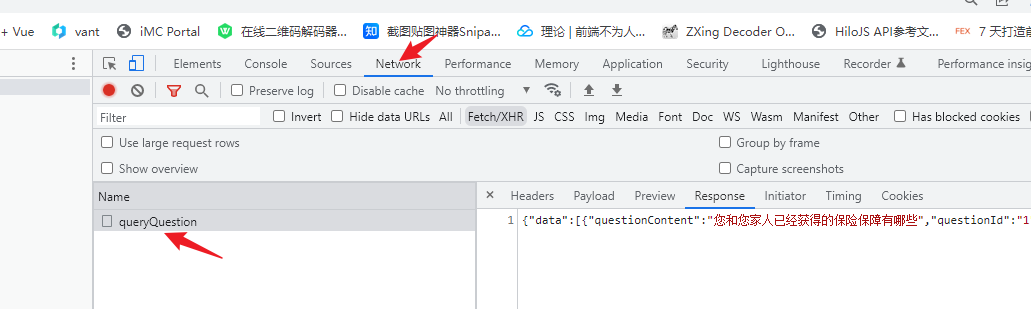 + Vue vant iMC Portal 在线二维码解码器... 知 截图贴图神器Snipa... 理论 | 前端不为人... ZXing Decoder O... HiloJS API参考文... FEX 7 天打造前
Elements Console Sources Network Performance Memory Application Security Lighthouse Recorder Performance insig
Preserve log Disable cache No throttling
Filter Invert Hide data URLs All Fetch/XHR JS CSS Img Media Font Doc WS Wasm Manifest Other Has blocked cookies
Use large request rows Group by frame
Show overview Capture screenshots
Name × Headers Payload Preview Response Initiator Timing Cookies
queryQuestion 1 {"data":[{"questionContent":"您和您家人已经获得的保险保障有哪些","questionId":"1